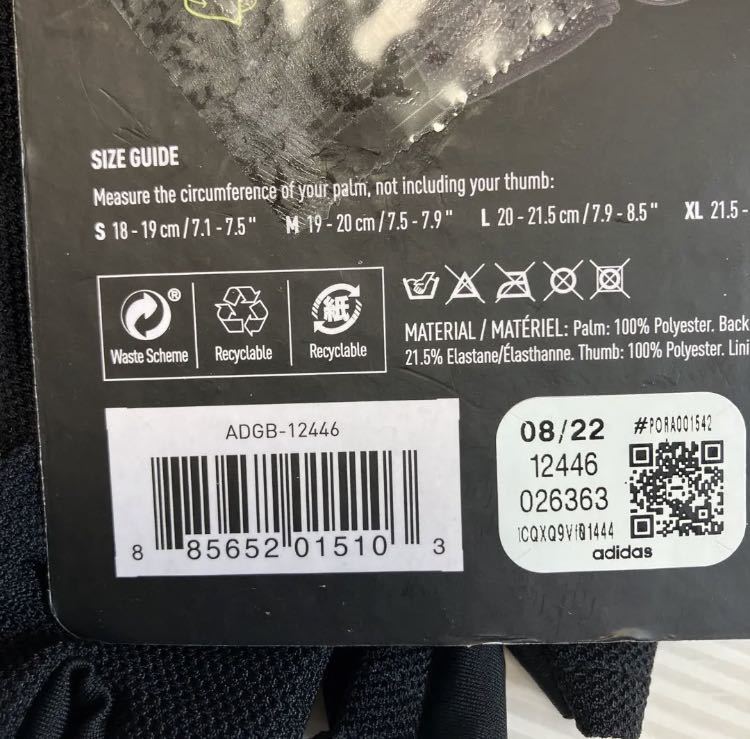 SIZE GUIDE
Measure the circumference of your palm, not including your thumb:
S 18 - 19 cm / 7.1 - 7.5" M 19 - 20 cm / 7.5 - 7.9" L 20 - 21.5 cm / 7.9 - 8.5" XL 21.5 -
®
紙
Waste Scheme Recyclable Recyclable
MATERIAL / MATÉRIEL: Palm: 100% Polyester. Back
21.5% Elastane/Élasthanne. Thumb: 100% Polyester. Lini
ADGB-12446
8 85652 01510 3
08/22 #PORA001542
12446
026363
adidas